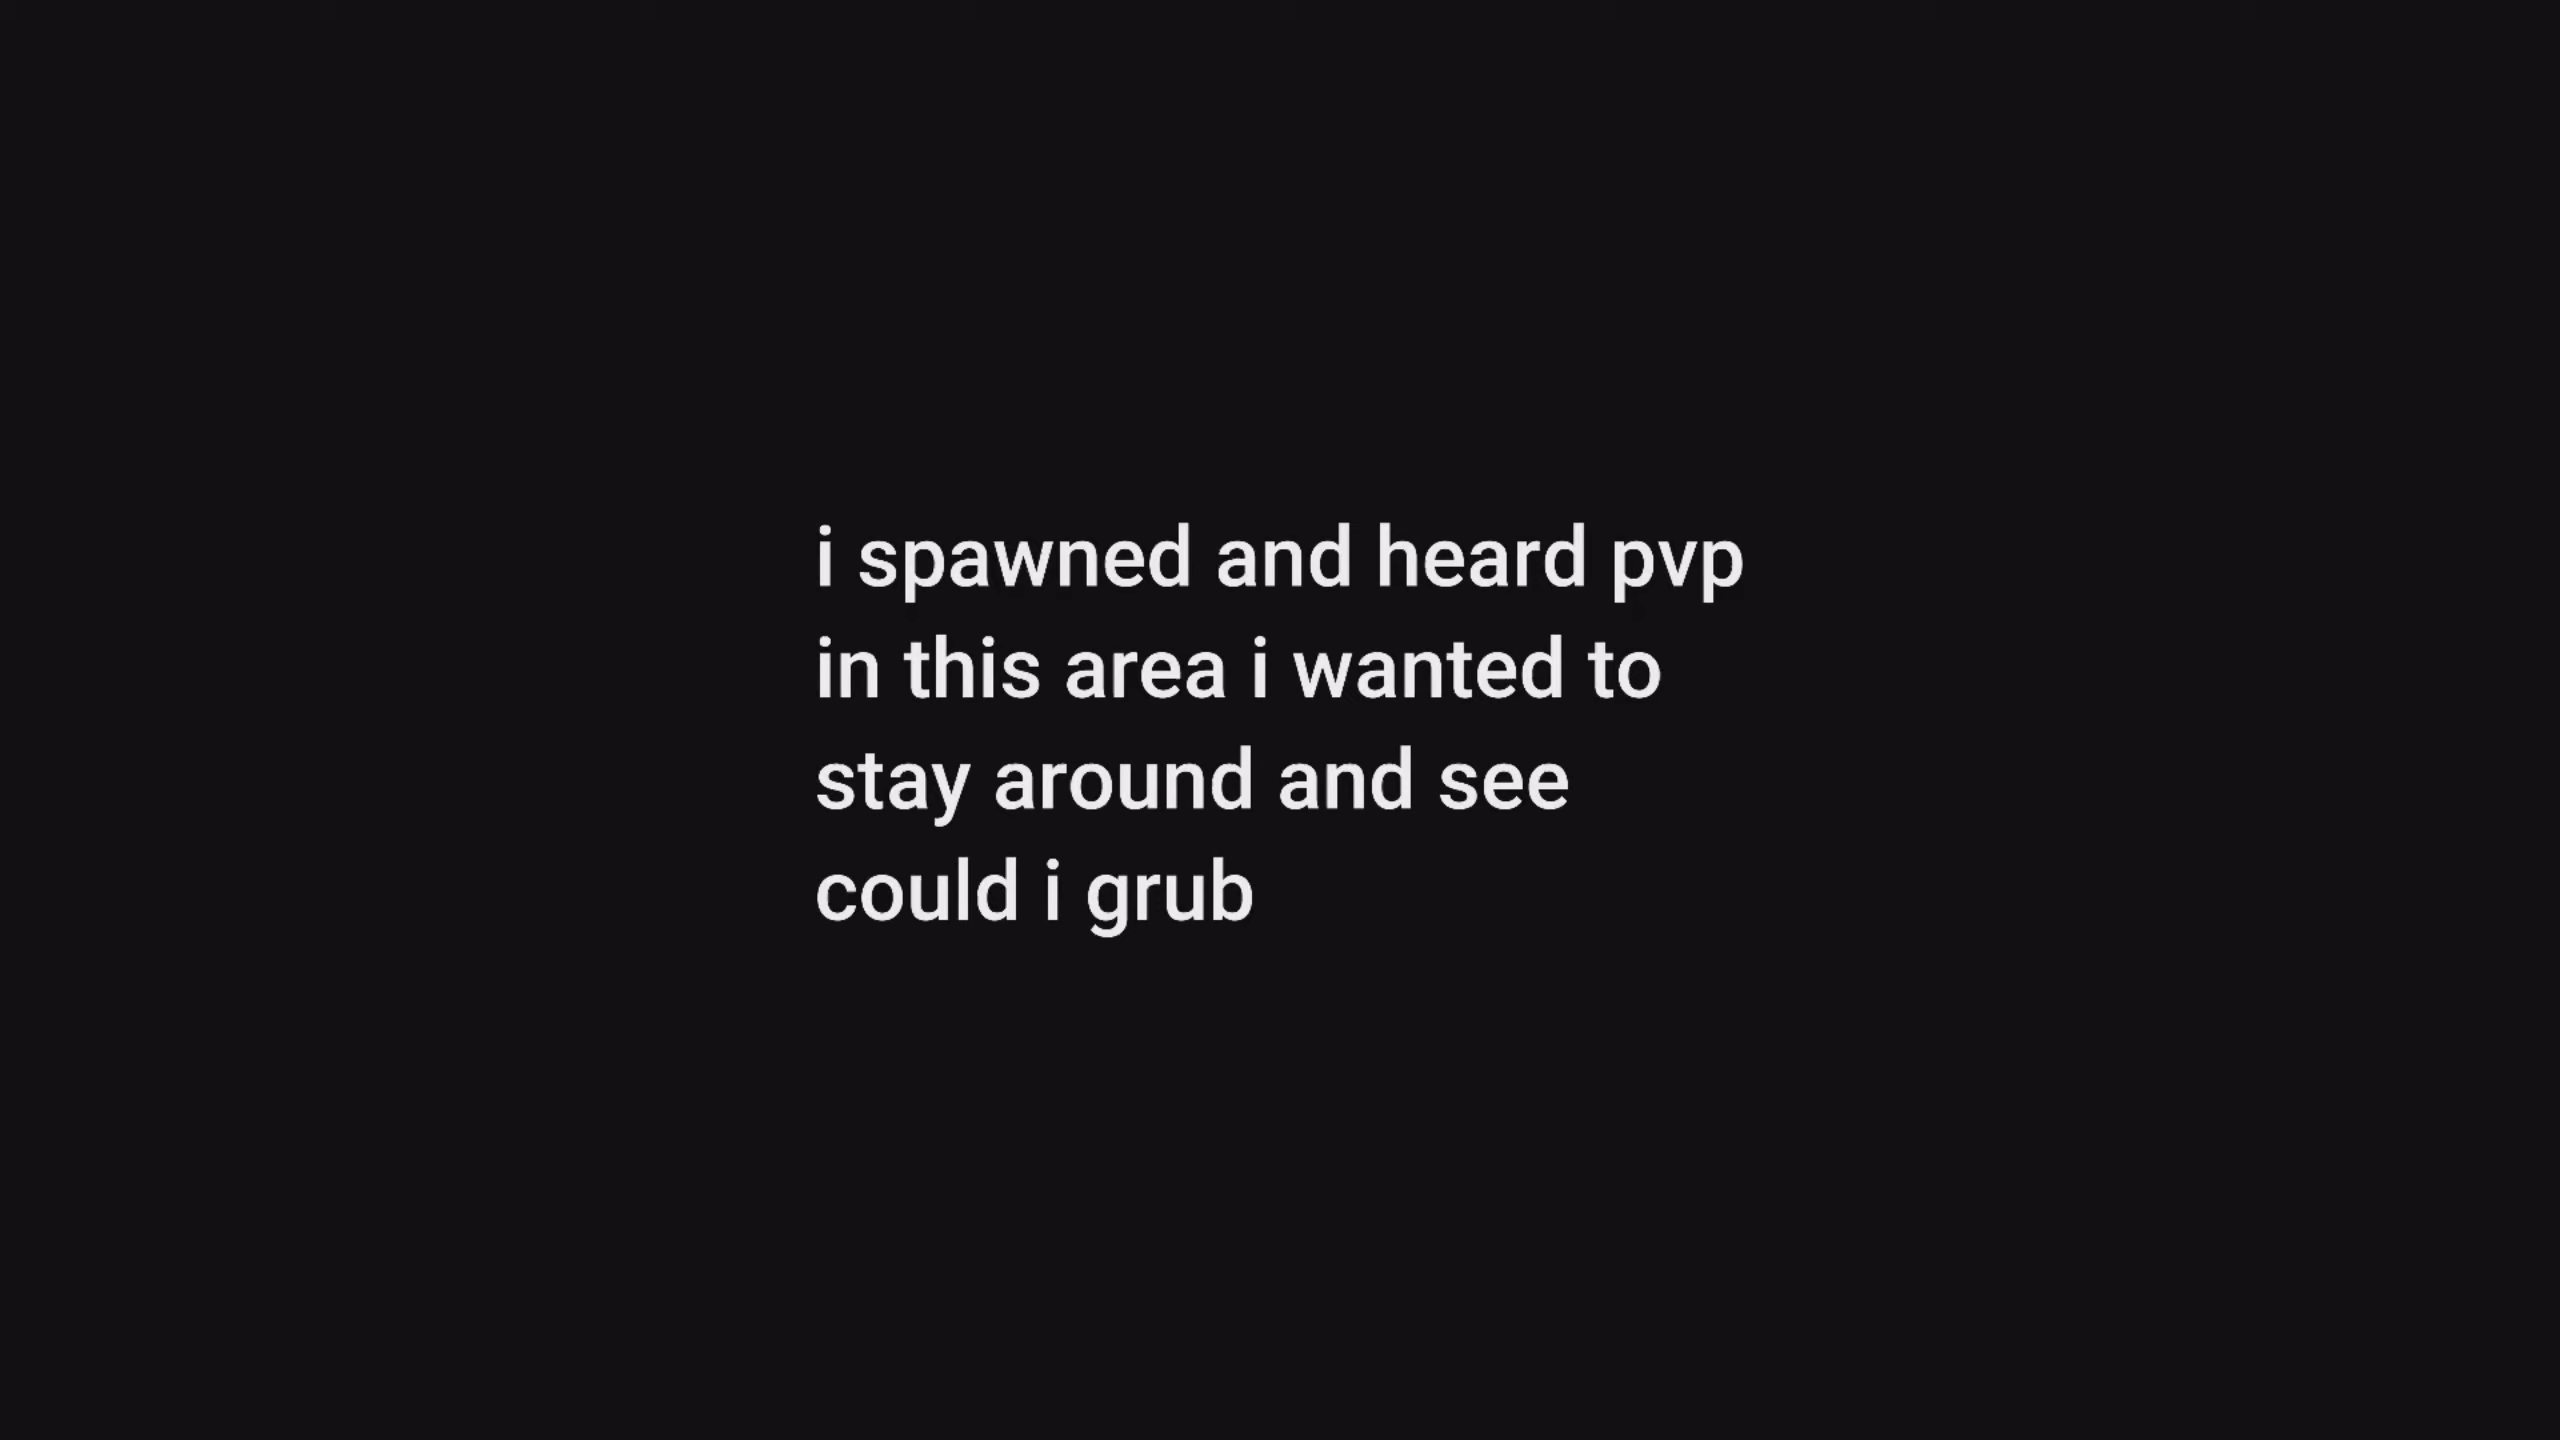 i spawned and heard pvp
in this area i wanted to
stay around and see
could i grub